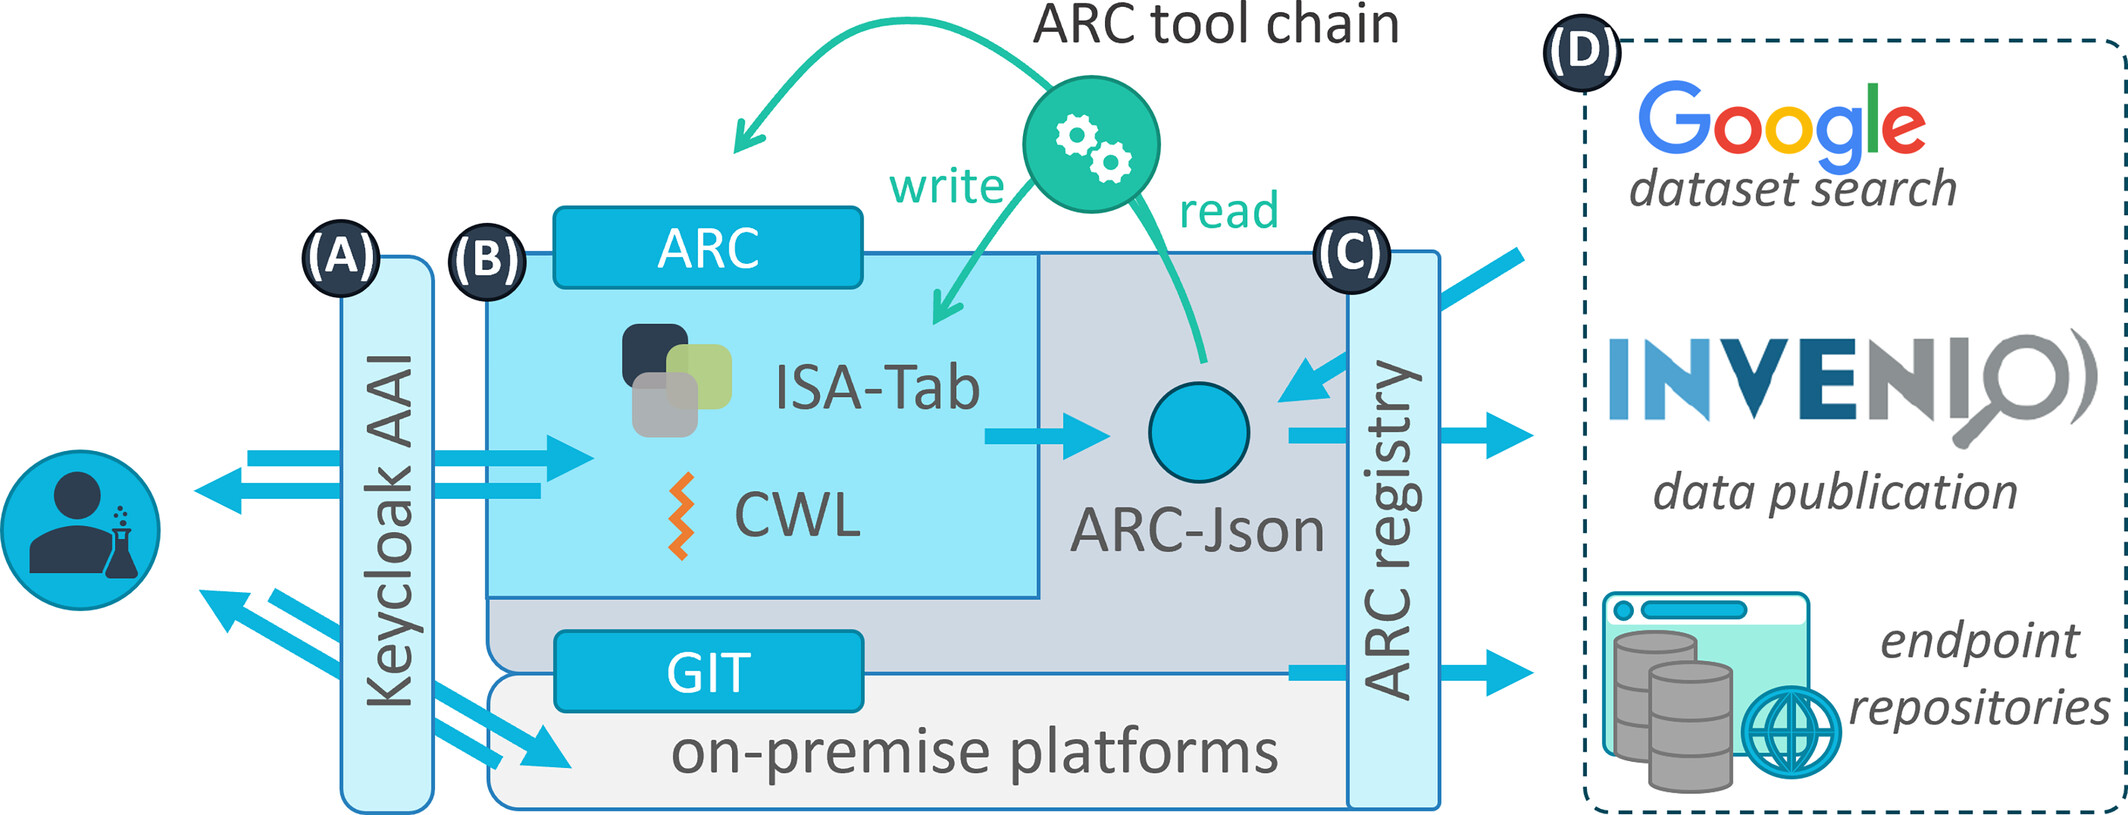 ARC tool chain
(D)
Google
dataset search
write
read
(A)
(B)
ARC
(C)
ISA-Tab
CWL
ARC-Json
Keycloak AAI
ARC registry
INVENIO
data publication
GIT
on-premise platforms
endpoint
repositories